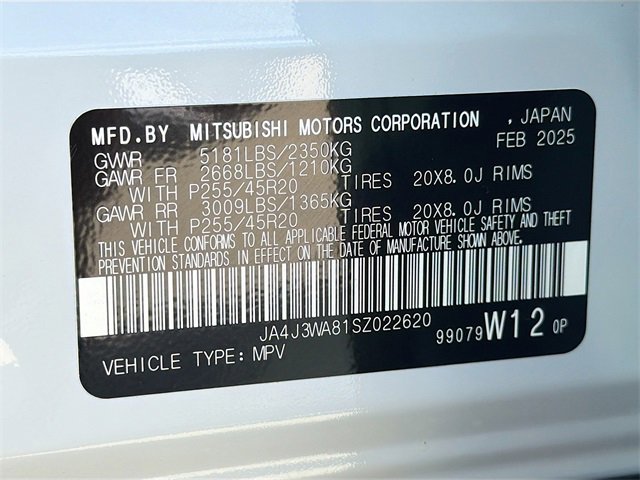 MFD.BY MITSUBISHI MOTORS CORPORATION , JAPAN
FEB 2025
GVWR 5181LBS/2350KG
GAWR FR 2668LBS/1210KG
WITH P255/45R20 TIRES 20X8.0J RIMS
GAWR RR 3009LBS/1365KG
WITH P255/45R20 TIRES 20X8.0J RIMS
THIS VEHICLE CONFORMS TO ALL APPLICABLE FEDERAL MOTOR VEHICLE SAFETY AND THEFT
PREVENTION STANDARDS IN EFFECT ON THE DATE OF MANUFACTURE SHOWN ABOVE.
JA4J3WA81SZ022620
99079 W12 0P
VEHICLE TYPE: MPV